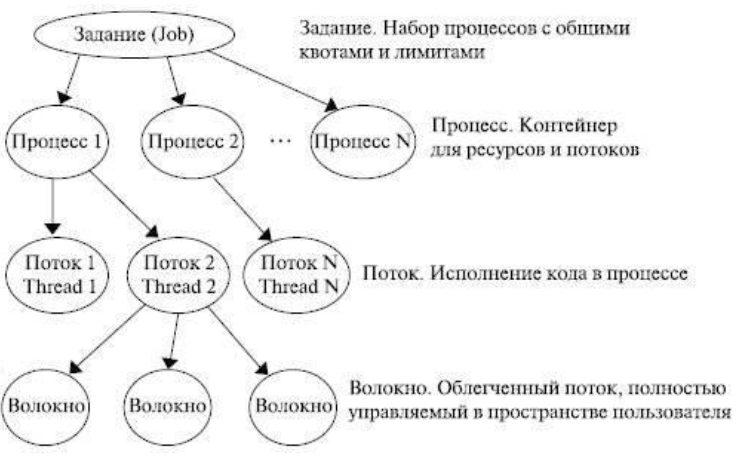 Задание (Job)
Задание. Набор процессов с общими
квотами и лимитами
Процесс 1
Процесс 2
...
Процесс N
Процесс. Контейнер
для ресурсов и потоков
Поток 1
Thread 1
Поток 2
Thread 2
Поток N
Thread N
Поток. Исполнение кода в процессе
Волокно
Волокно
Волокно
Волокно. Облегченный поток, полностью
управляемый в пространстве пользователя